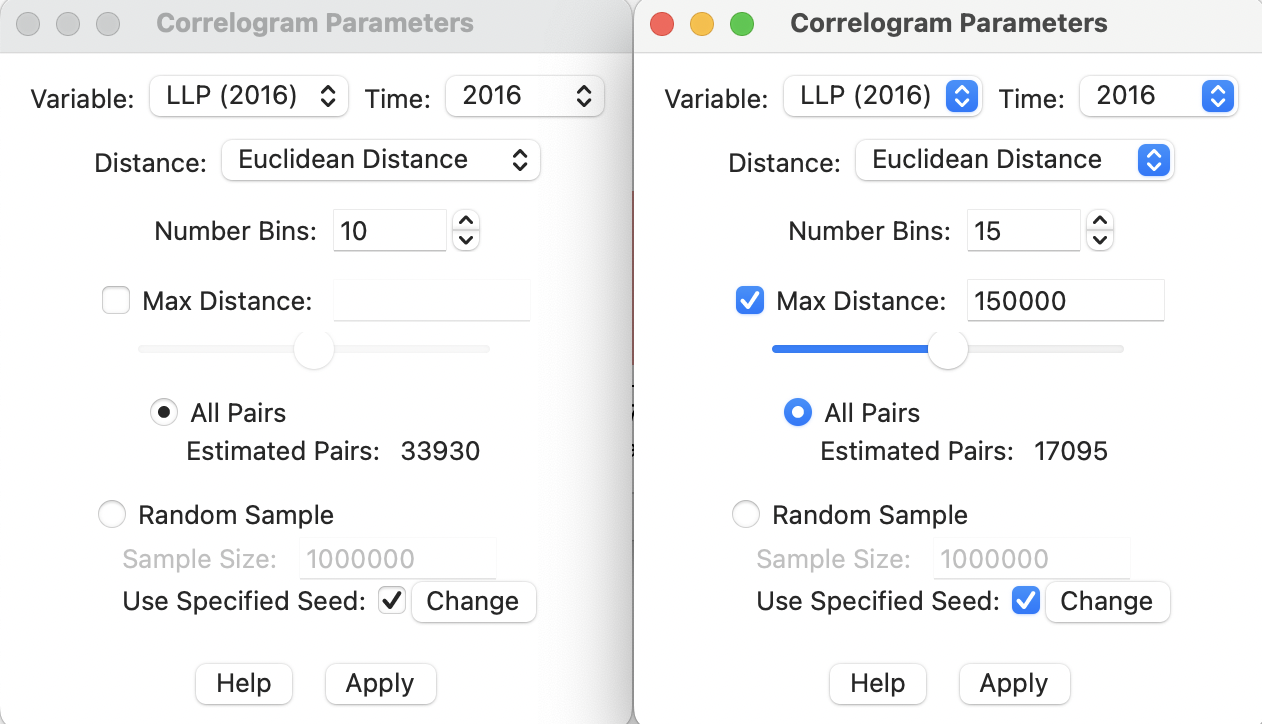 Correlogram Parameters
Variable: LLP (2016) Time: 2016
Distance: Euclidean Distance
Number Bins: 10
Max Distance:
All Pairs
Estimated Pairs: 33930
Random Sample
Sample Size: 1000000
Use Specified Seed: Change
Help Apply
Correlogram Parameters
Variable: LLP (2016) Time: 2016
Distance: Euclidean Distance
Number Bins: 15
Max Distance: 150000
All Pairs
Estimated Pairs: 17095
Random Sample
Sample Size: 1000000
Use Specified Seed: Change
Help Apply